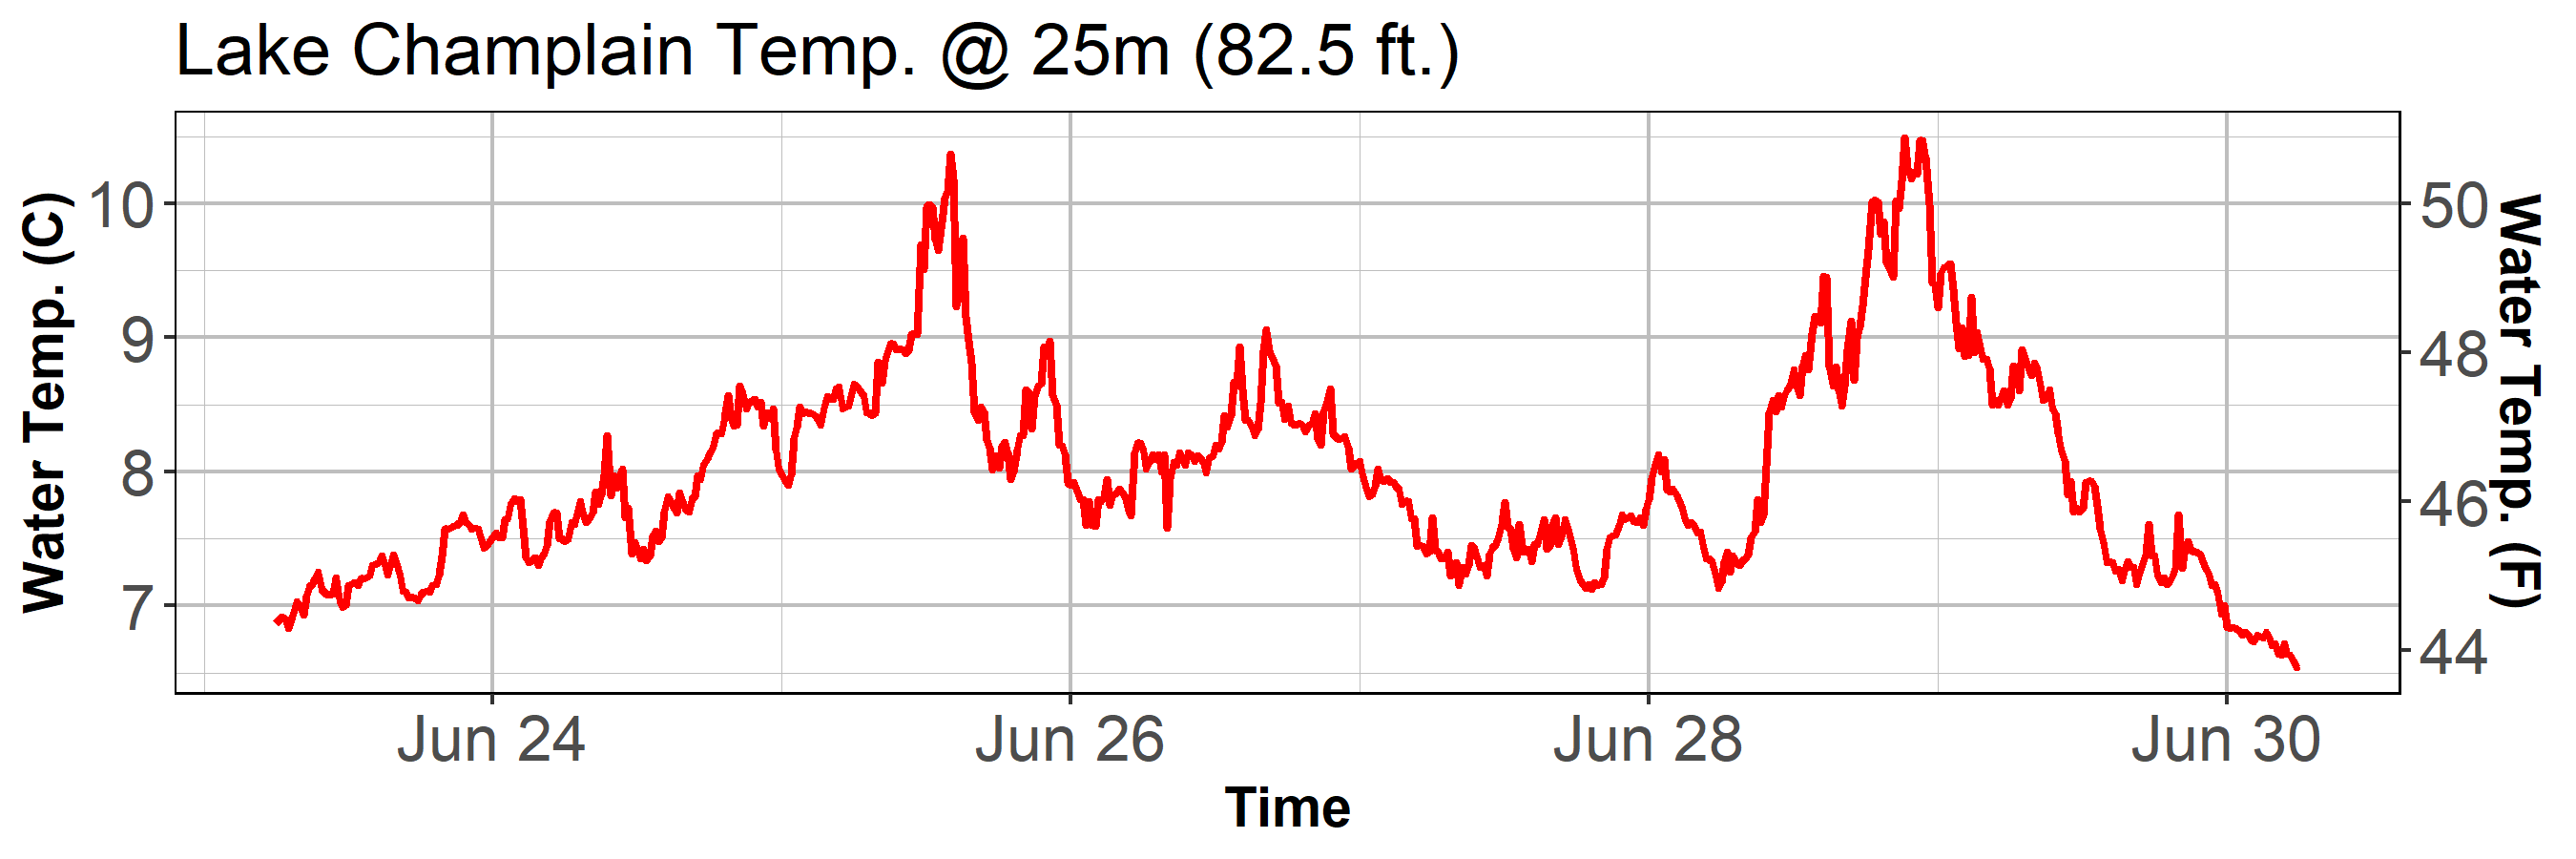 Lake Champlain Temp. @ 25m (82.5 ft.)
Water Temp. (C)
10
9
8
7
50
48
46
44
Water Temp. (F)
Jun 24
Jun 26
Jun 28
Jun 30
Time